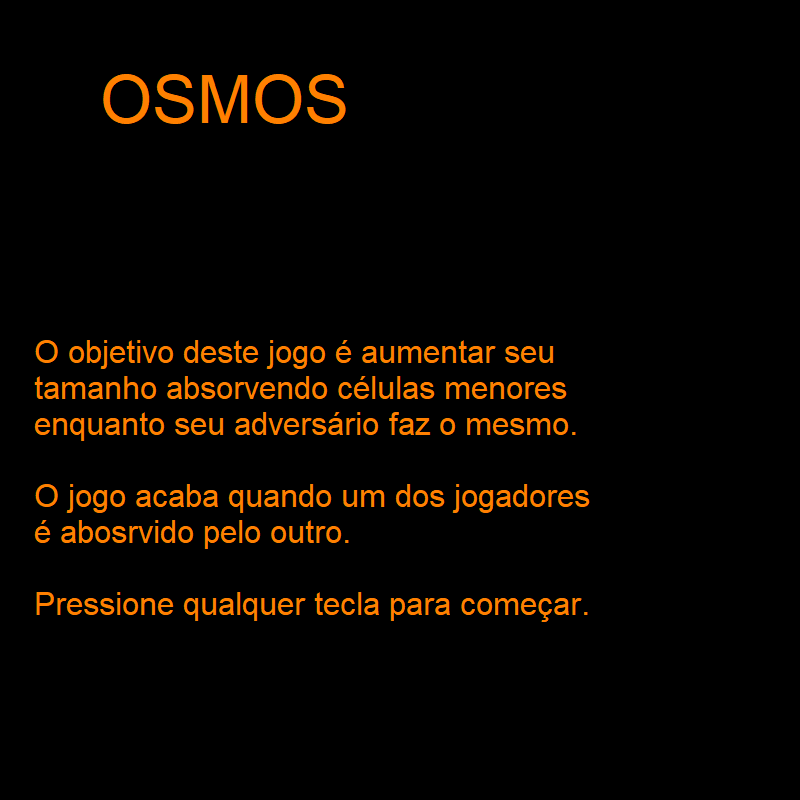 OSMOS
O objetivo deste jogo é aumentar seu
tamanho absorvendo células menores
enquanto seu adversário faz o mesmo.
O jogo acaba quando um dos jogadores
é abosrvido pelo outro.
Pressione qualquer tecla para começar.